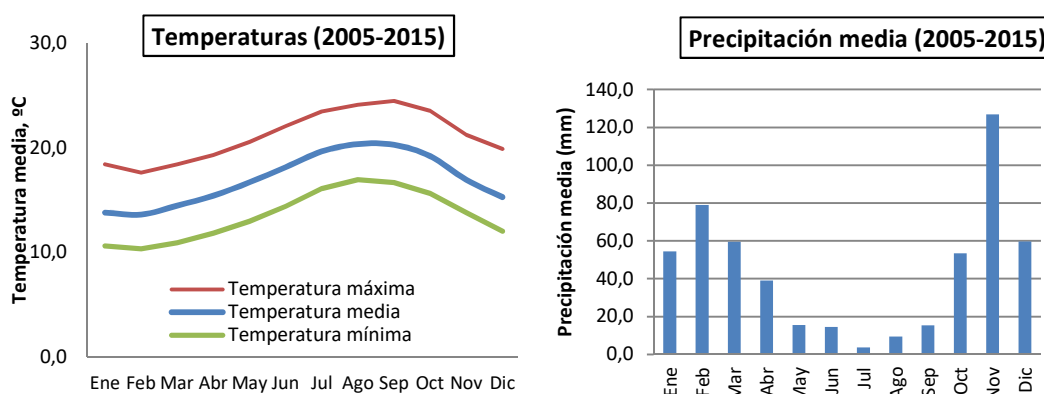 Temperaturas (2005-2015)
Temperatura media, ºC
30,0
20,0
10,0
0,0
Temperatura máxima
Temperatura media
Temperatura mínima
Ene Feb Mar Abr May Jun Jul Ago Sep Oct Nov Dic
Precipitación media (2005-2015)
Precipitación media (mm)
140,0
120,0
100,0
80,0
60,0
40,0
20,0
0,0
Ene
Feb
Mar
Abr
May
Jun
Jul
Ago
Sep
Oct
Nov
Dic